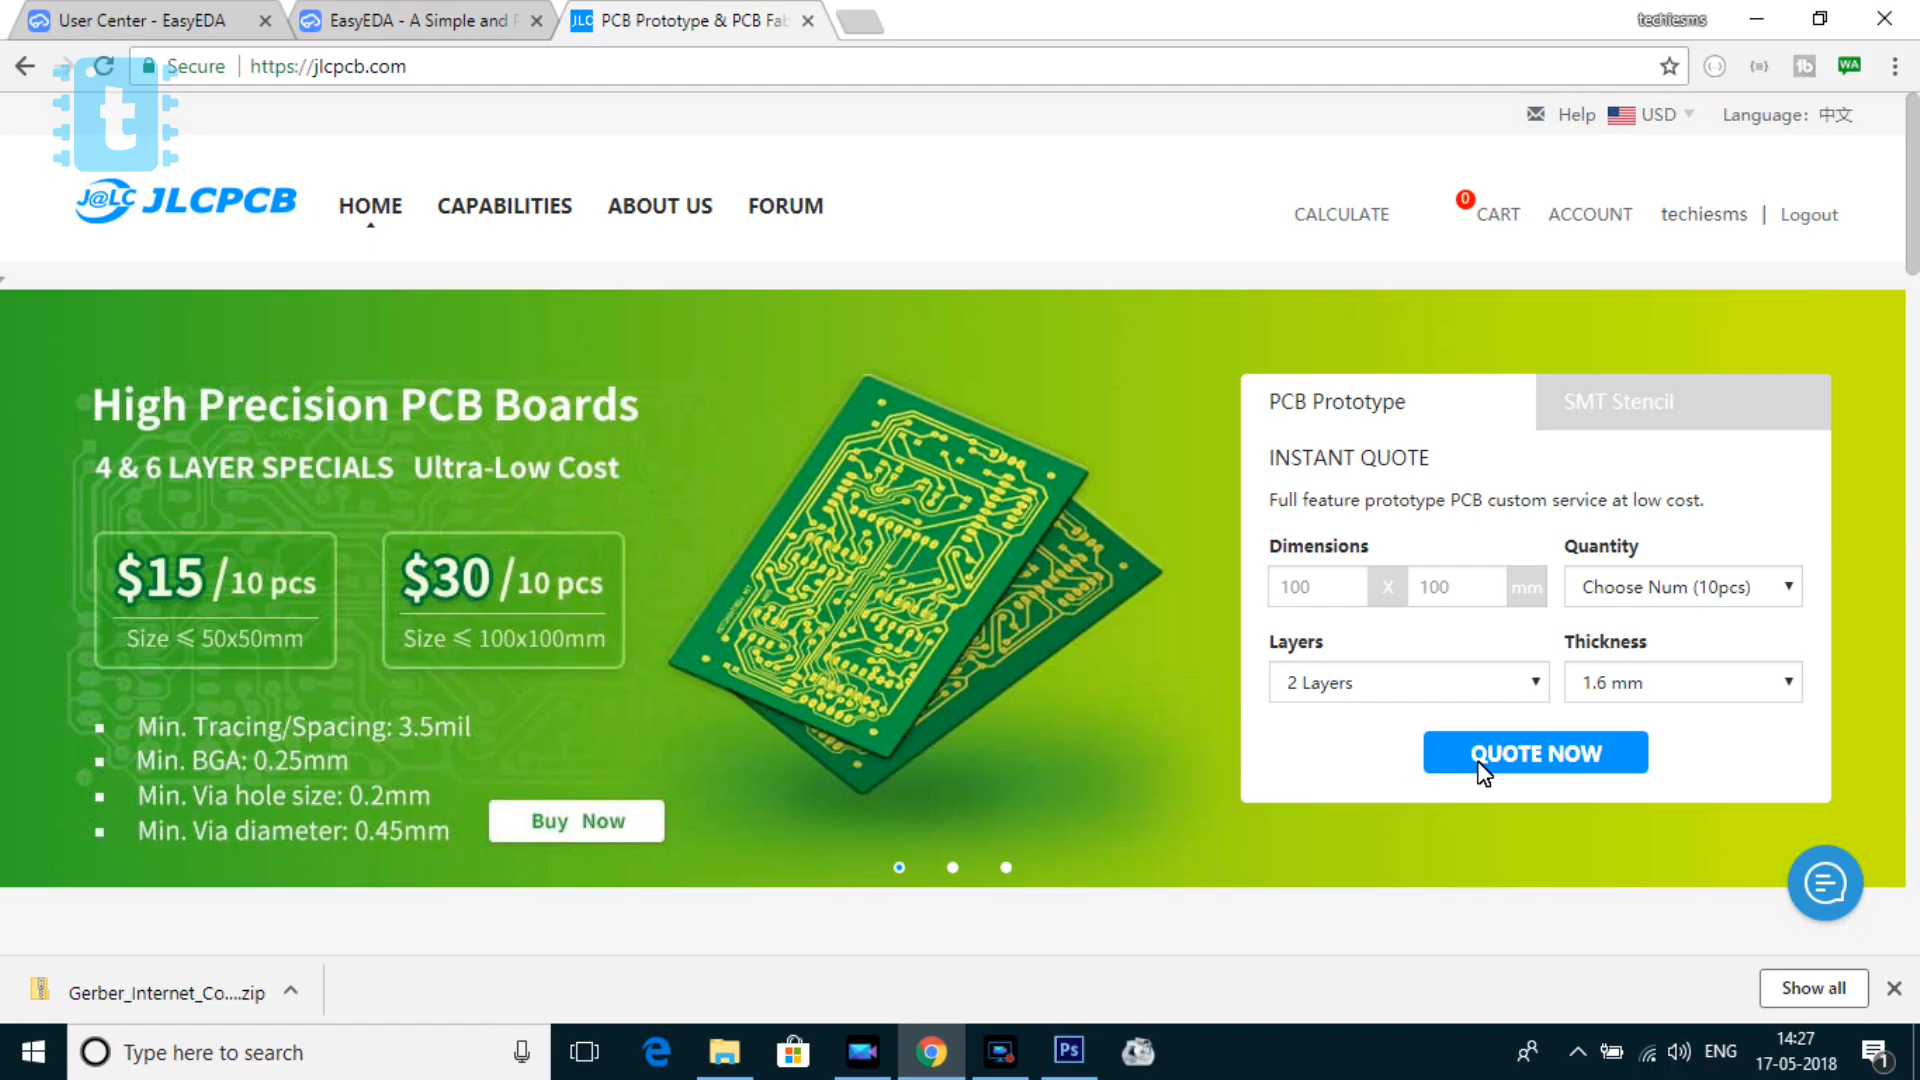 User Center - EasyEDA
EasyEDA - A Simple and P
JLC PCB Prototype & PCB Fab
techiesms
Secure https://jlcpcb.com
WA
t
Help USD Language: 中文
J@LC JLCPCB
HOME CAPABILITIES ABOUT US FORUM
CALCULATE 0 CART ACCOUNT techiesms | Logout
High Precision PCB Boards
4 & 6 LAYER SPECIALS Ultra-Low Cost
$15/10 pcs
Size ⩽ 50x50mm
$30/10 pcs
Size ⩽ 100x100mm
Min. Tracing/Spacing: 3.5mil
Min. BGA: 0.25mm
Min. Via hole size: 0.2mm
Min. Via diameter: 0.45mm
Buy Now
PCB Prototype SMT Stencil
INSTANT QUOTE
Full feature prototype PCB custom service at low cost.
Dimensions Quantity
100 X 100 mm Choose Num (10pcs)
Layers Thickness
2 Layers 1.6 mm
QUOTE NOW
Gerber_Internet_Co....zip
Show all
Type here to search
Ps
ENG
14:27
17-05-2018
1